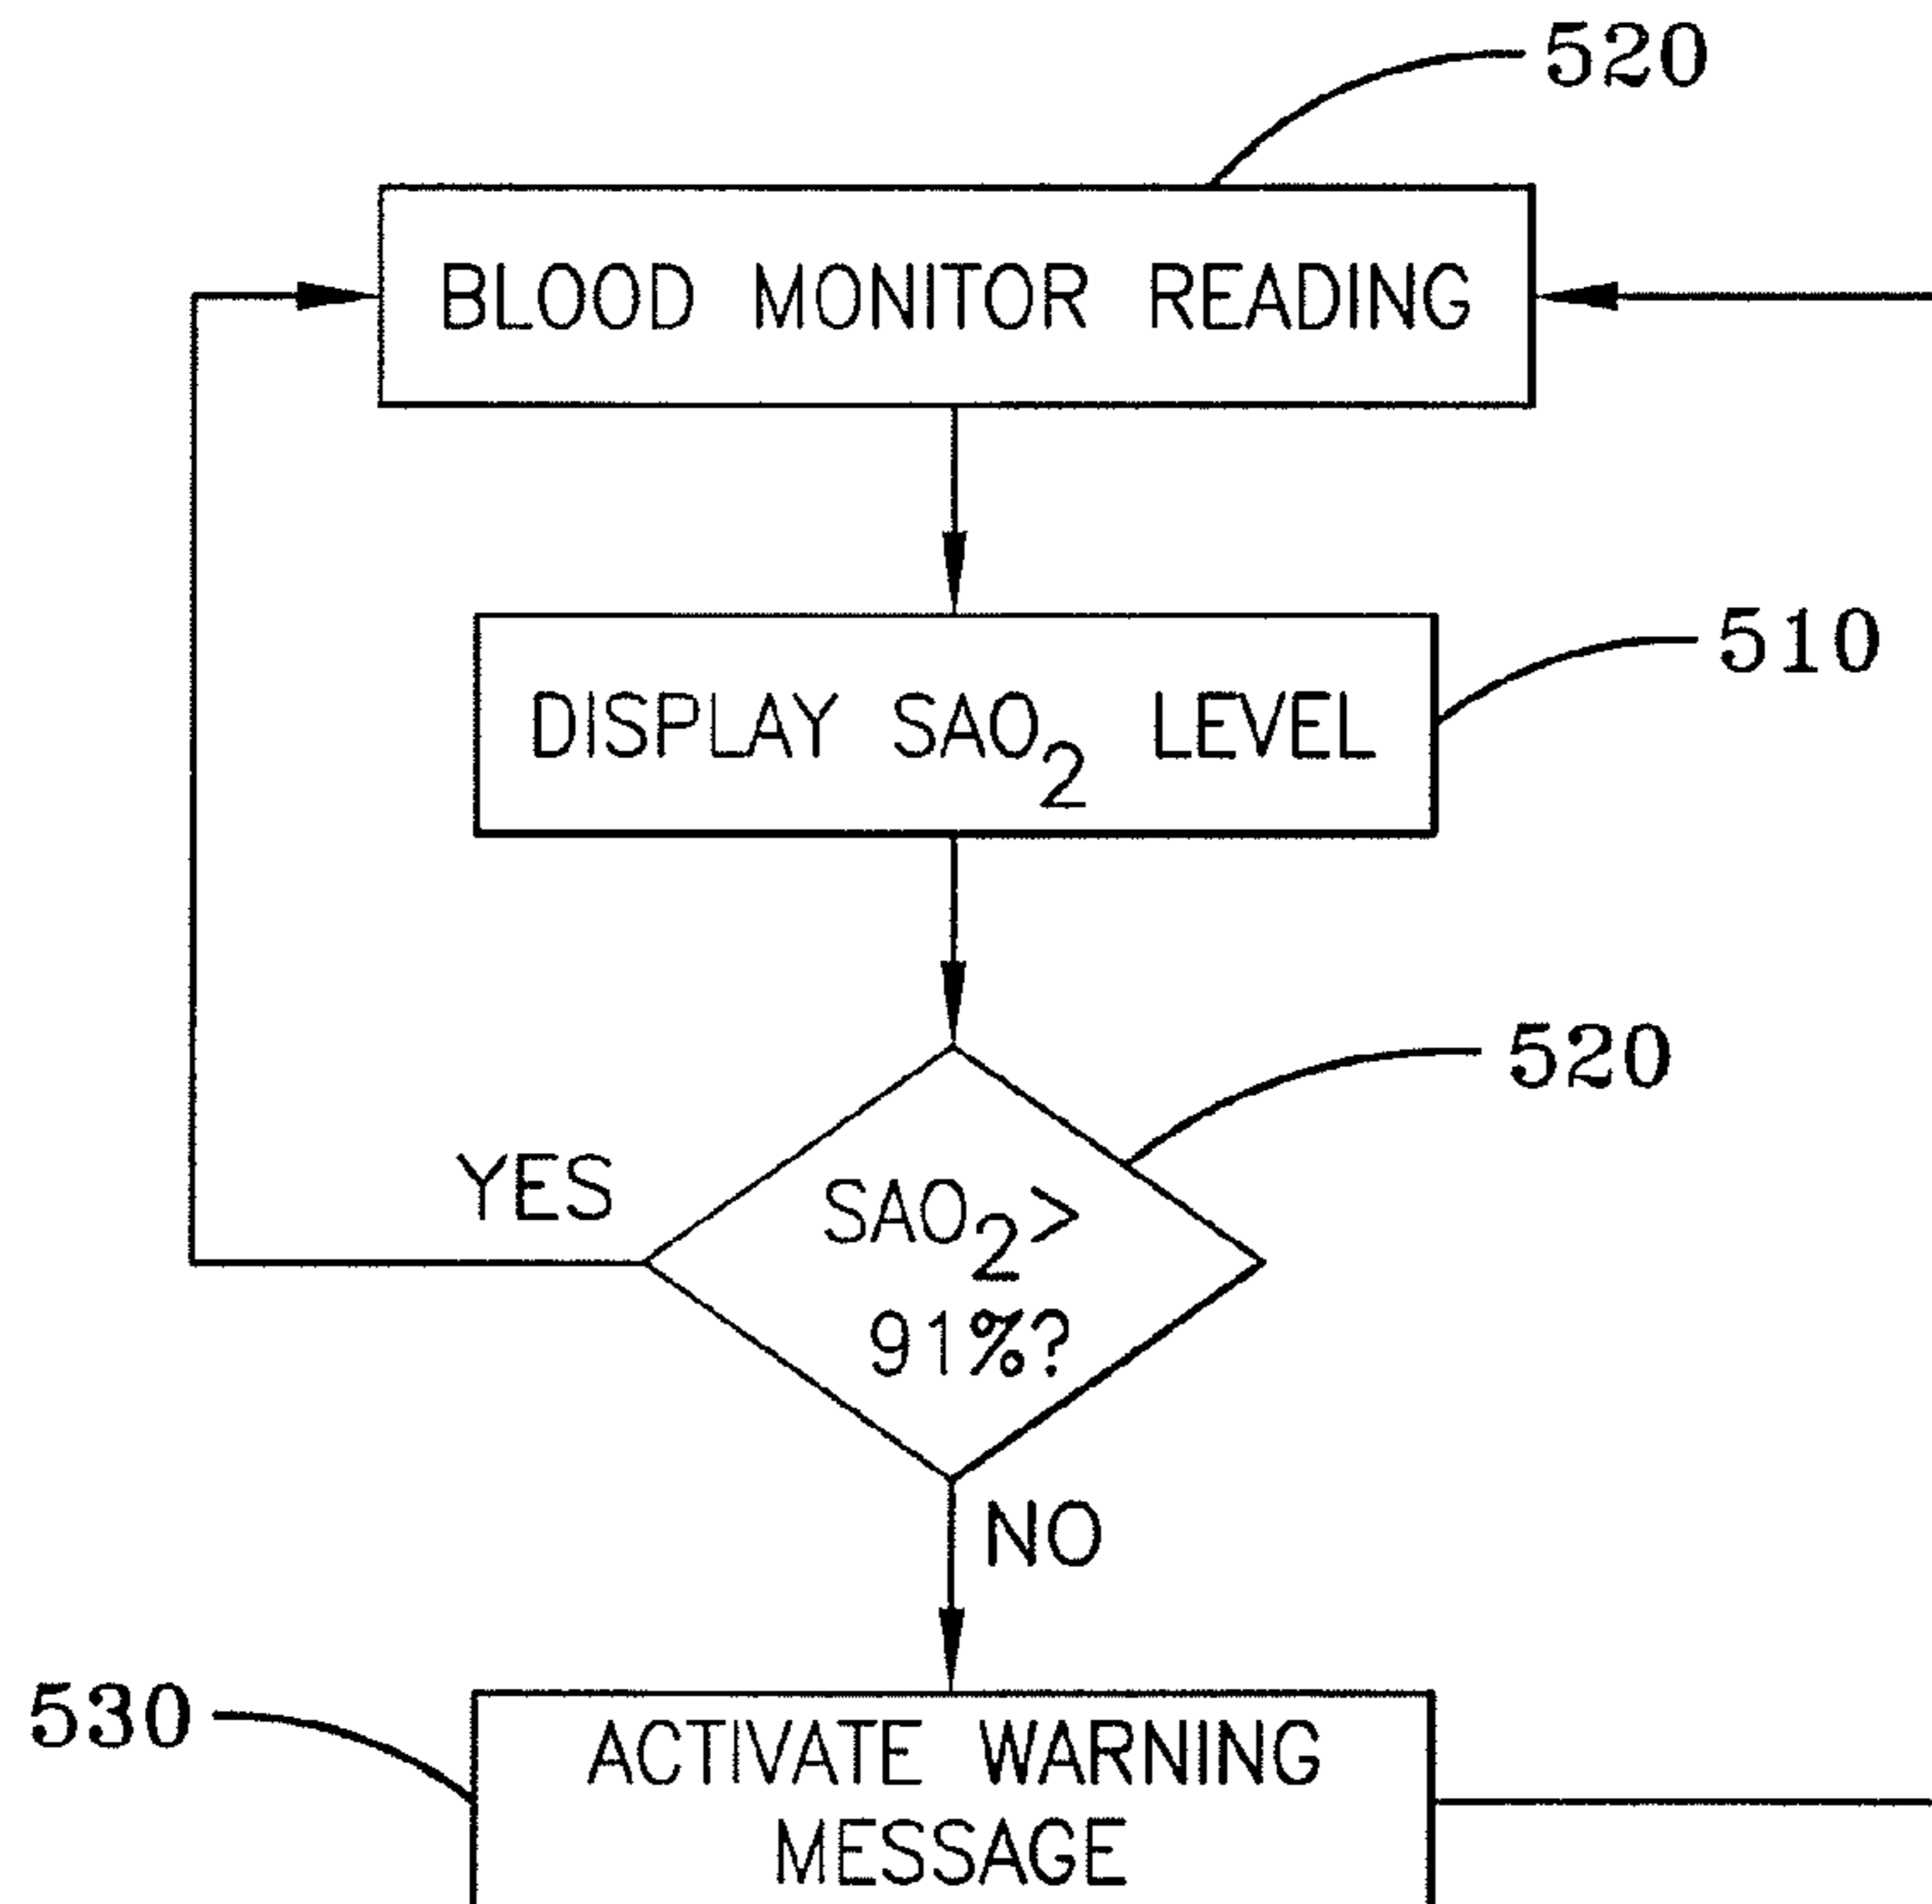 520
BLOOD MONITOR READING
510
DISPLAY SAO₂ LEVEL
520
YES
SAO₂>
91%?
NO
530
ACTIVATE WARNING
MESSAGE